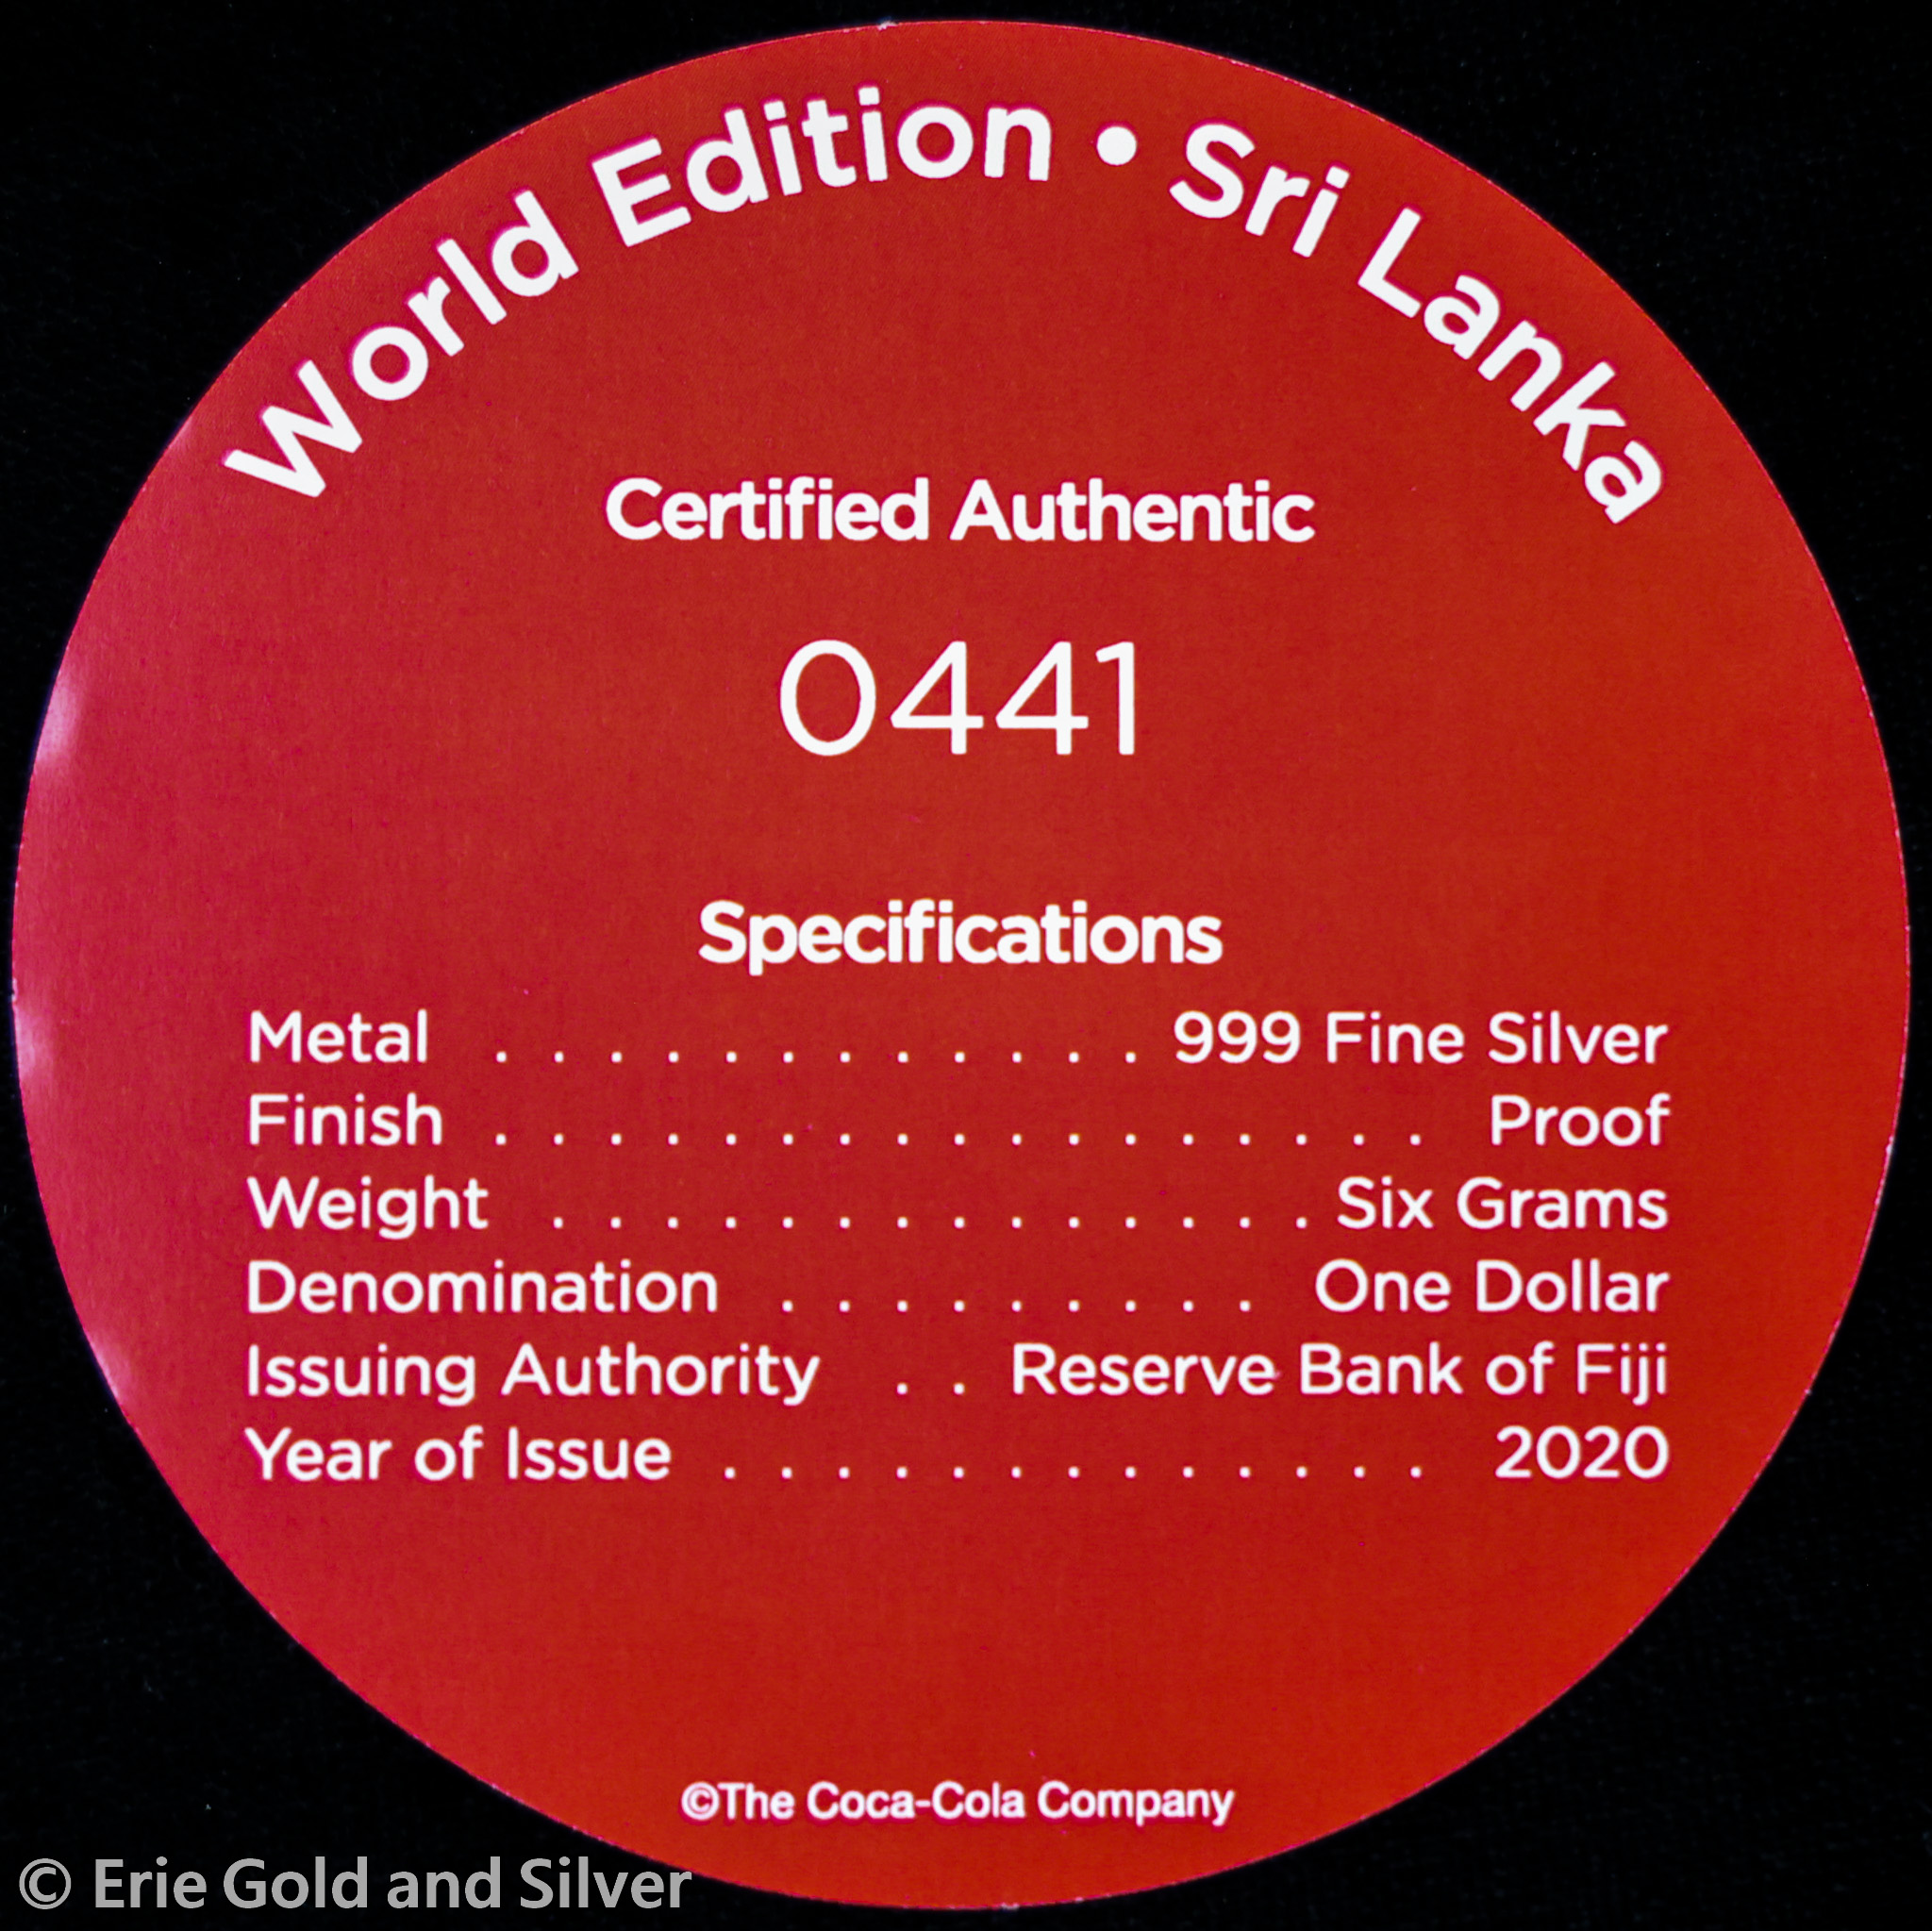 World Edition • Sri Lanka
Certified Authentic
0441
Specifications
Metal . . . . . . . . . . . . 999 Fine Silver
Finish . . . . . . . . . . . . . . . . . Proof
Weight . . . . . . . . . . . . . . Six Grams
Denomination . . . . . . . . . One Dollar
Issuing Authority . . Reserve Bank of Fiji
Year of Issue . . . . . . . . . . . . . 2020
©The Coca-Cola Company
© Erie Gold and Silver